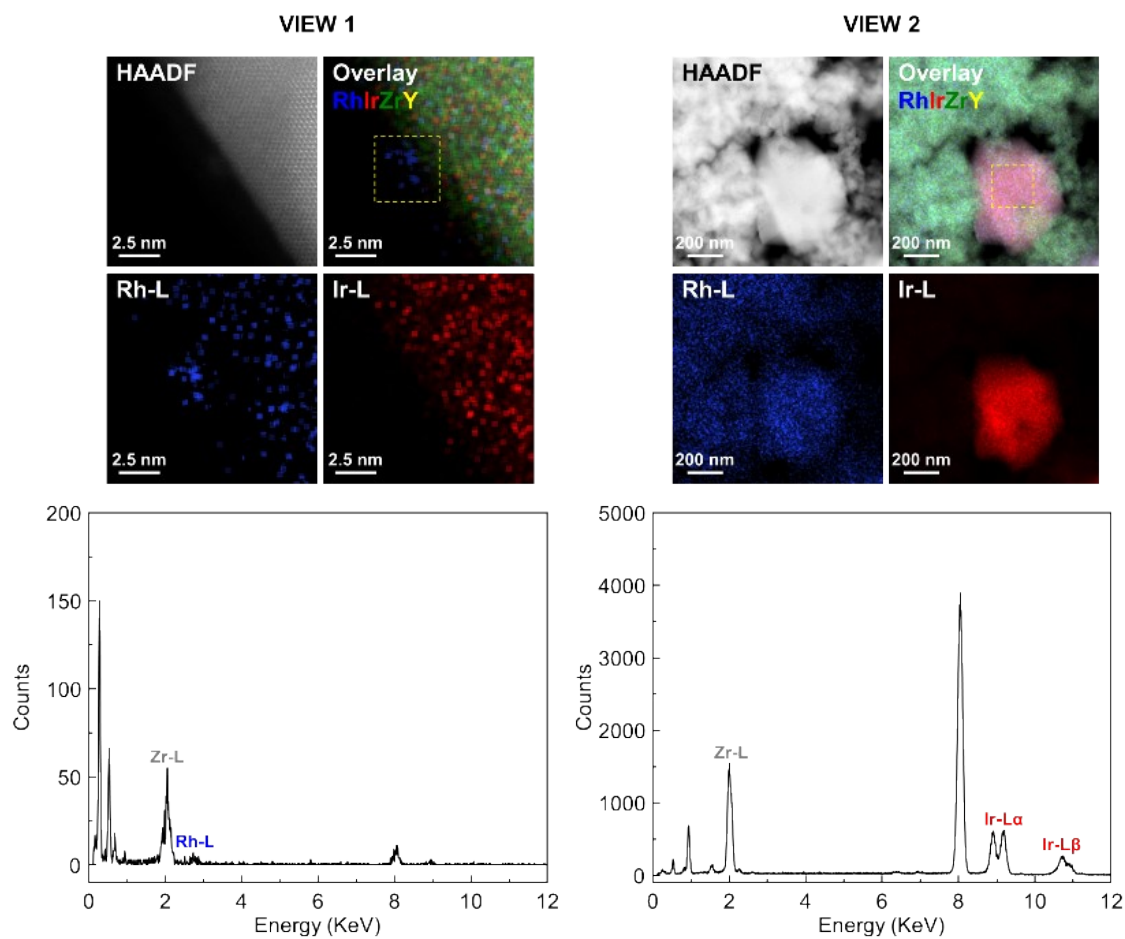 VIEW 1
VIEW 2
HAADF
2.5 nm
Overlay
RhIrZrY
2.5 nm
HAADF
200 nm
Overlay
RhIrZrY
200 nm
Rh-L
2.5 nm
Ir-L
2.5 nm
Rh-L
200 nm
Ir-L
200 nm
200
150
100
50
0
Counts
Zr-L
Rh-L
0 2 4 6 8 10 12
Energy (KeV)
5000
4000
3000
2000
1000
0
Counts
Zr-L
Ir-Lα
Ir-Lβ
0 2 4 6 8 10 12
Energy (KeV)